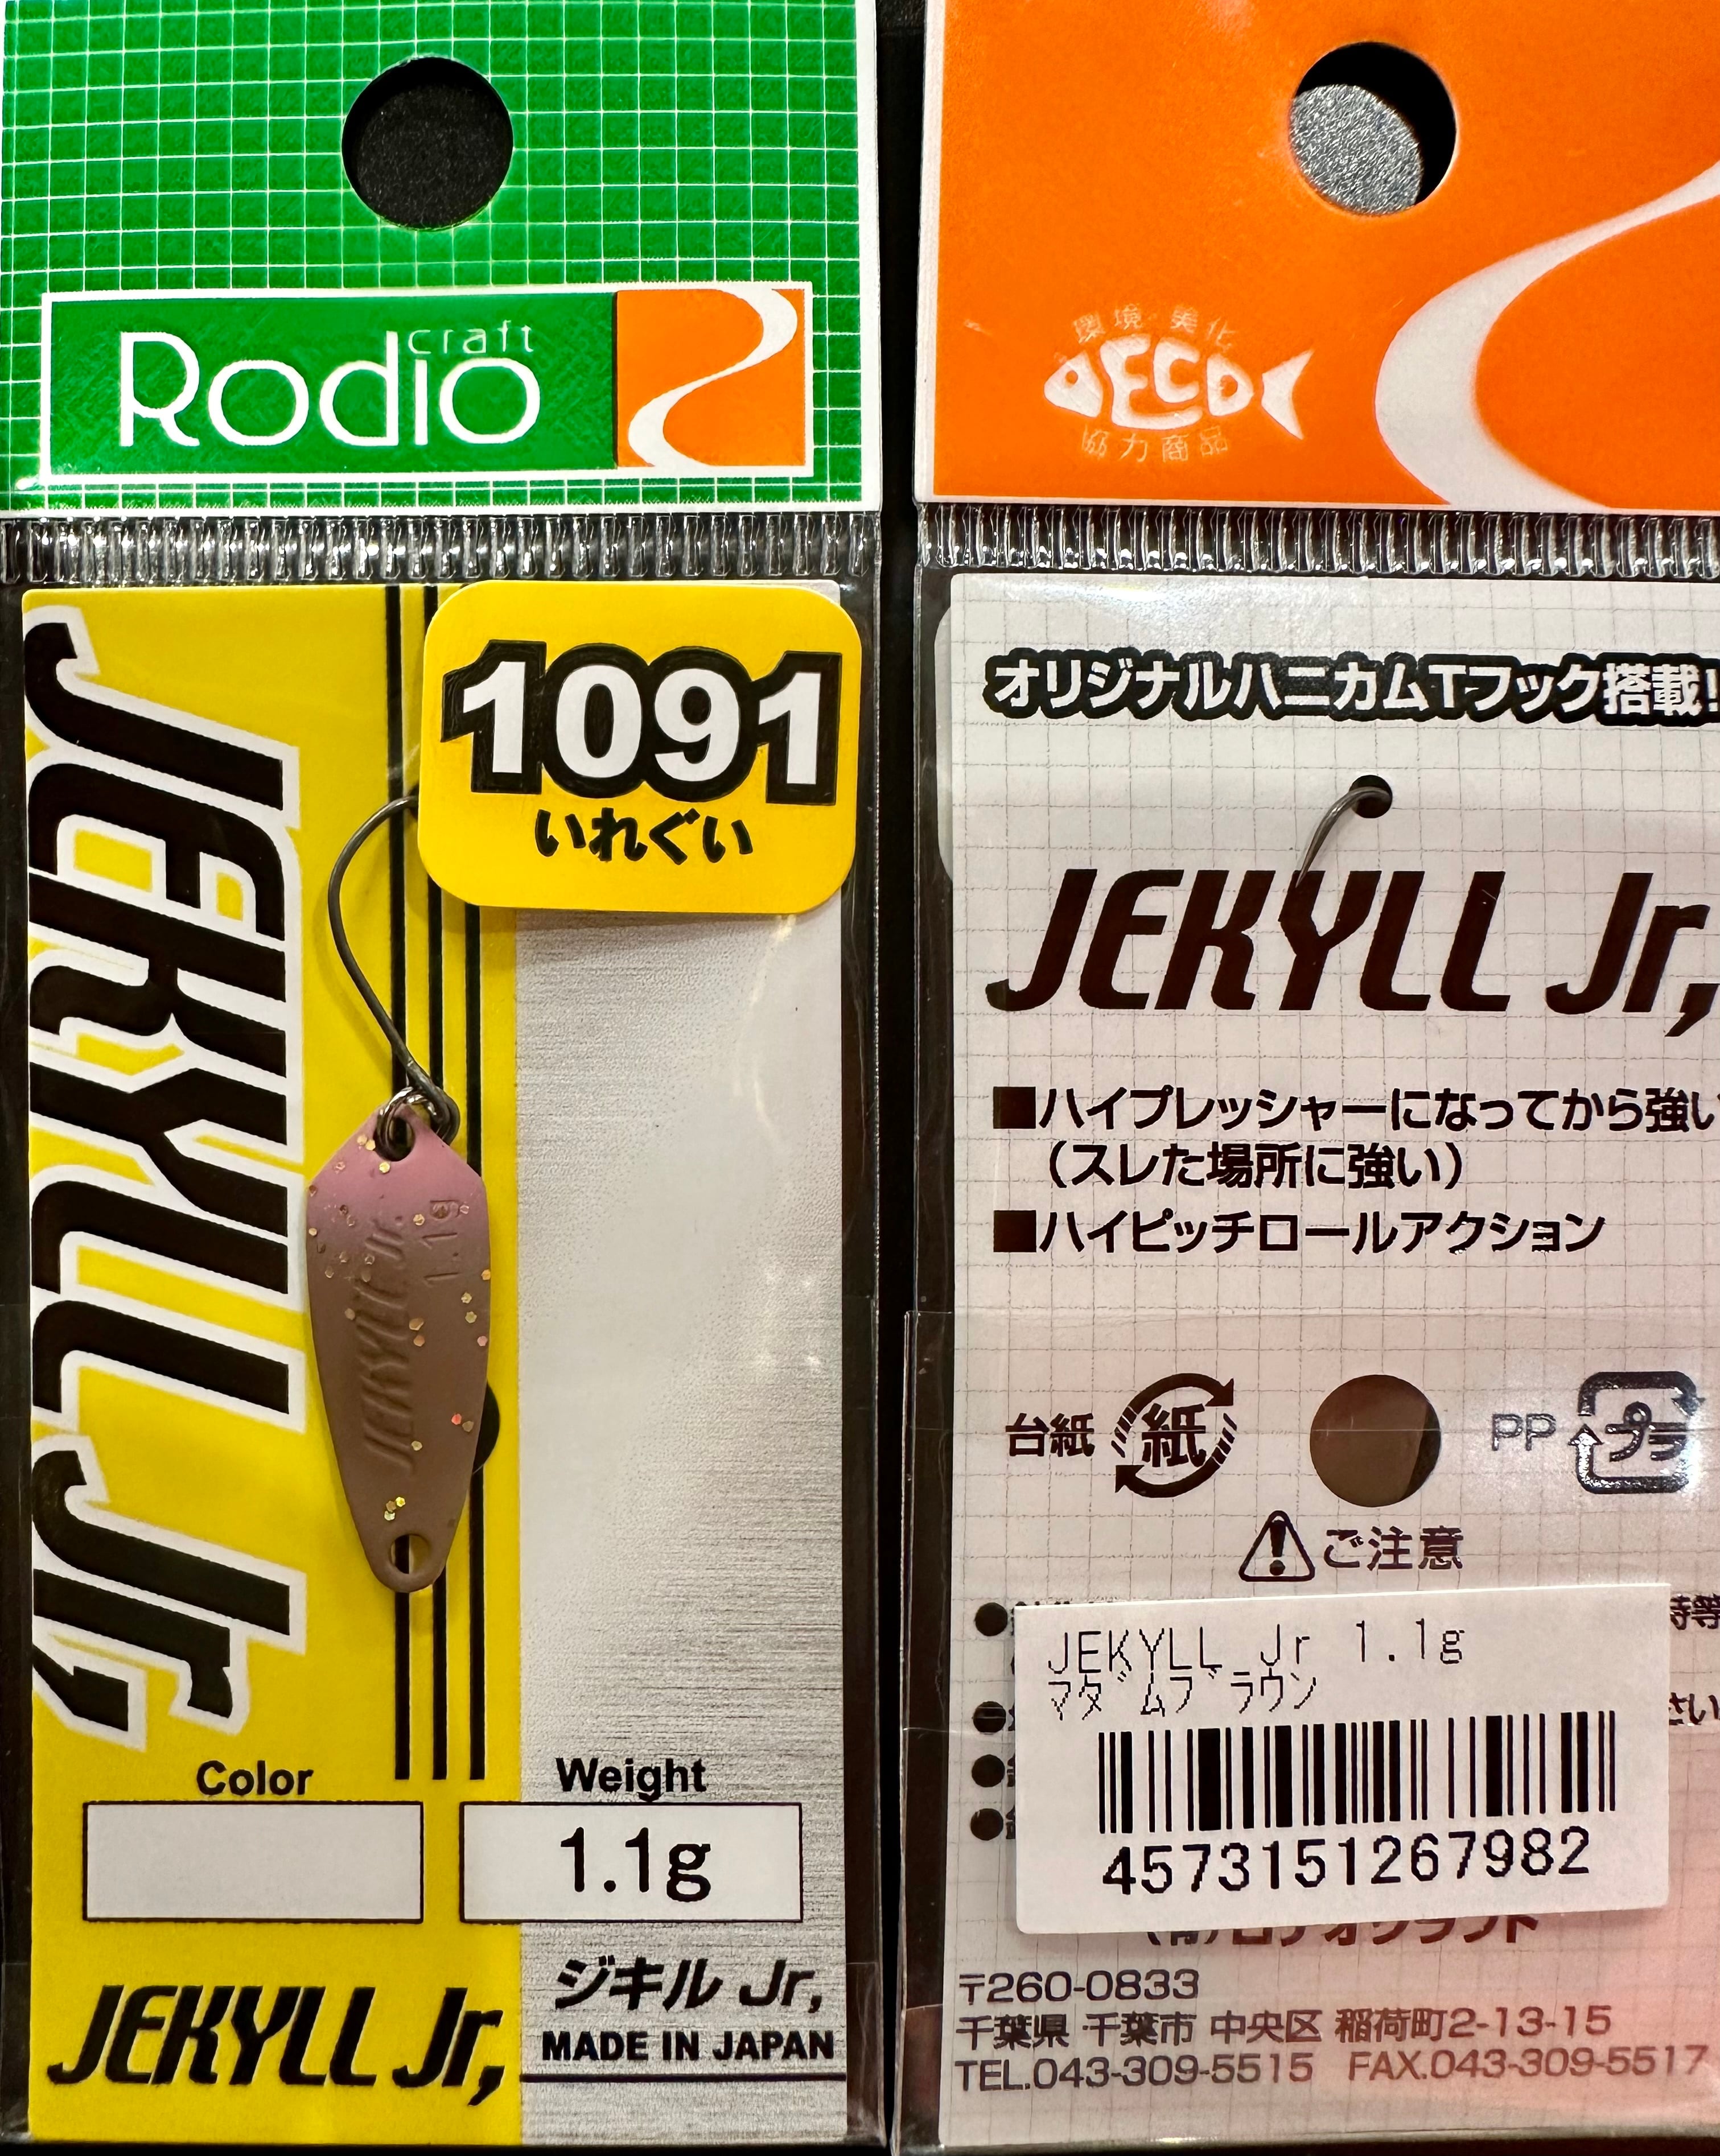 Rodio craft
1091
いれぐい
JEKYLL Jr,
JEKYLL Jr. 1.1g
Color
Weight
1.1g
JEKYLL Jr,
ジキル Jr,
MADE IN JAPAN
環境・美化
ECO
協力商品
オリジナルハニカムTフック搭載!
JEKYLL Jr,
■ハイプレッシャーになってから強い
(スレた場所に強い)
■ハイピッチロールアクション
台紙 紙 PP プラ
ご注意
JEKYLL Jr 1.1g
マダムブラウン
4573151267982
〒260-0833
千葉県 千葉市 中央区 稲荷町2-13-15
TEL.043-309-5515 FAX.043-309-5517